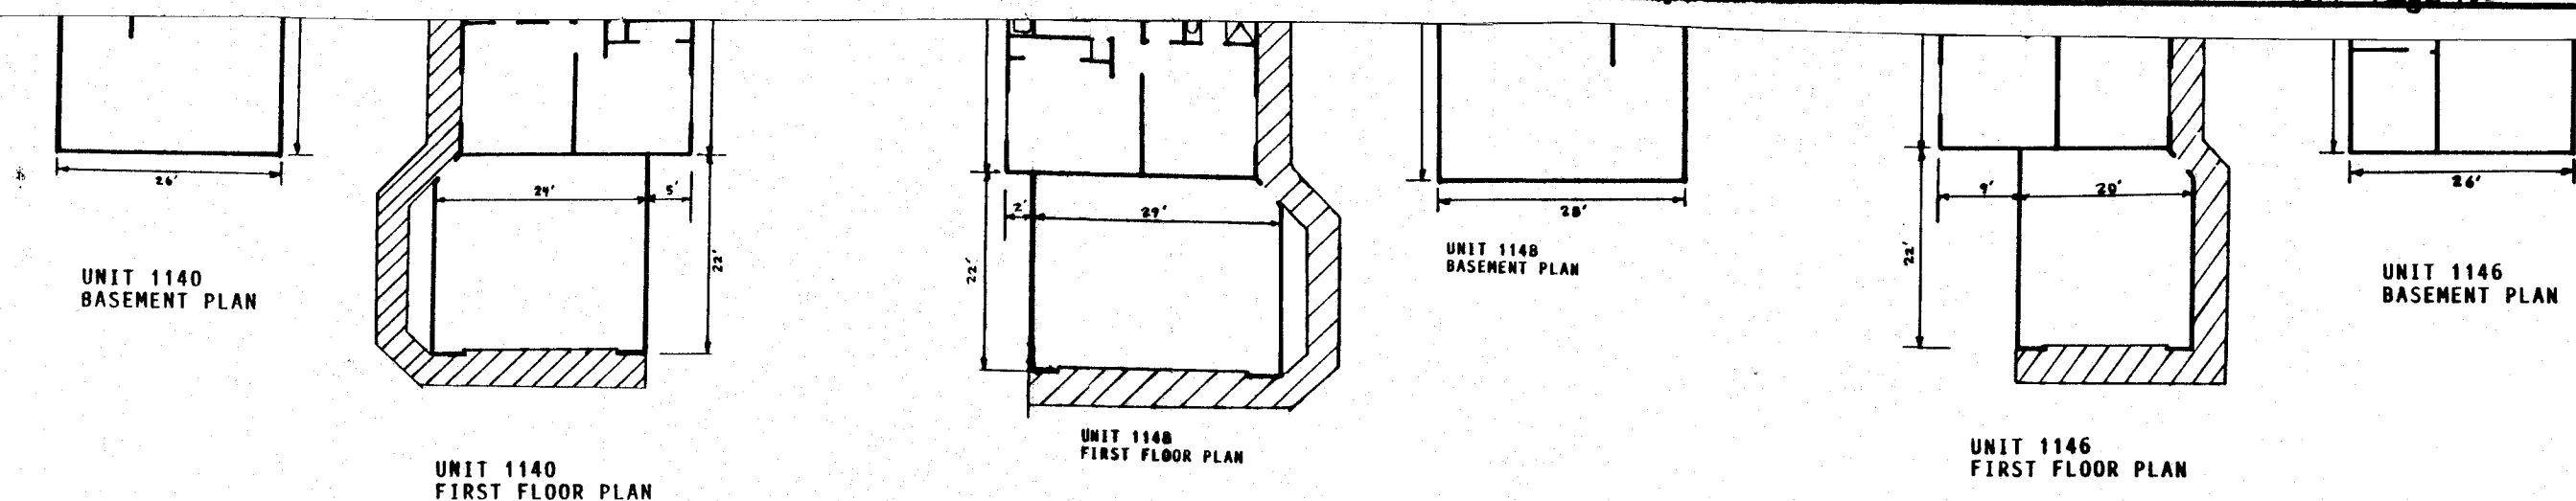 26'
UNIT 1140
BASEMENT PLAN
24'
5'
22'
UNIT 1140
FIRST FLOOR PLAN
2'
29'
22'
UNIT 1148
FIRST FLOOR PLAN
28'
UNIT 1148
BASEMENT PLAN
9'
20'
22'
UNIT 1146
FIRST FLOOR PLAN
26'
UNIT 1146
BASEMENT PLAN